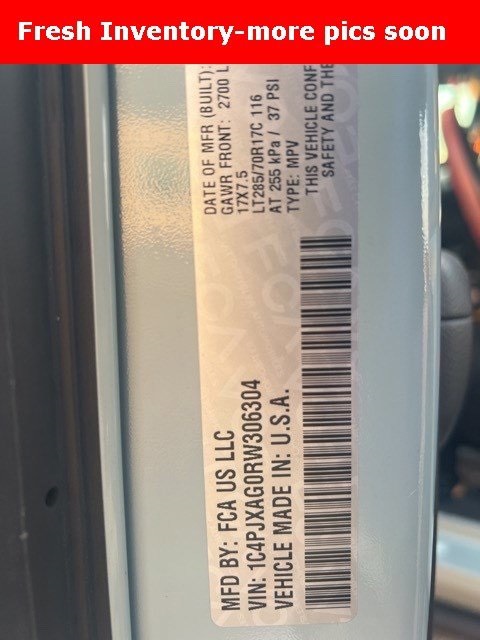 Fresh Inventory-more pics soon
MFD BY: FCA US LLC
VIN: 1C4PJXAG0RW306304
VEHICLE MADE IN: U.S.A.
DATE OF MFR (BUILT):
GAWR FRONT: 2700 L
17X7.5
LT285/70R17C 116
AT 255 kPa / 37 PSI
TYPE: MPV
THIS VEHICLE CONF
SAFETY AND THE